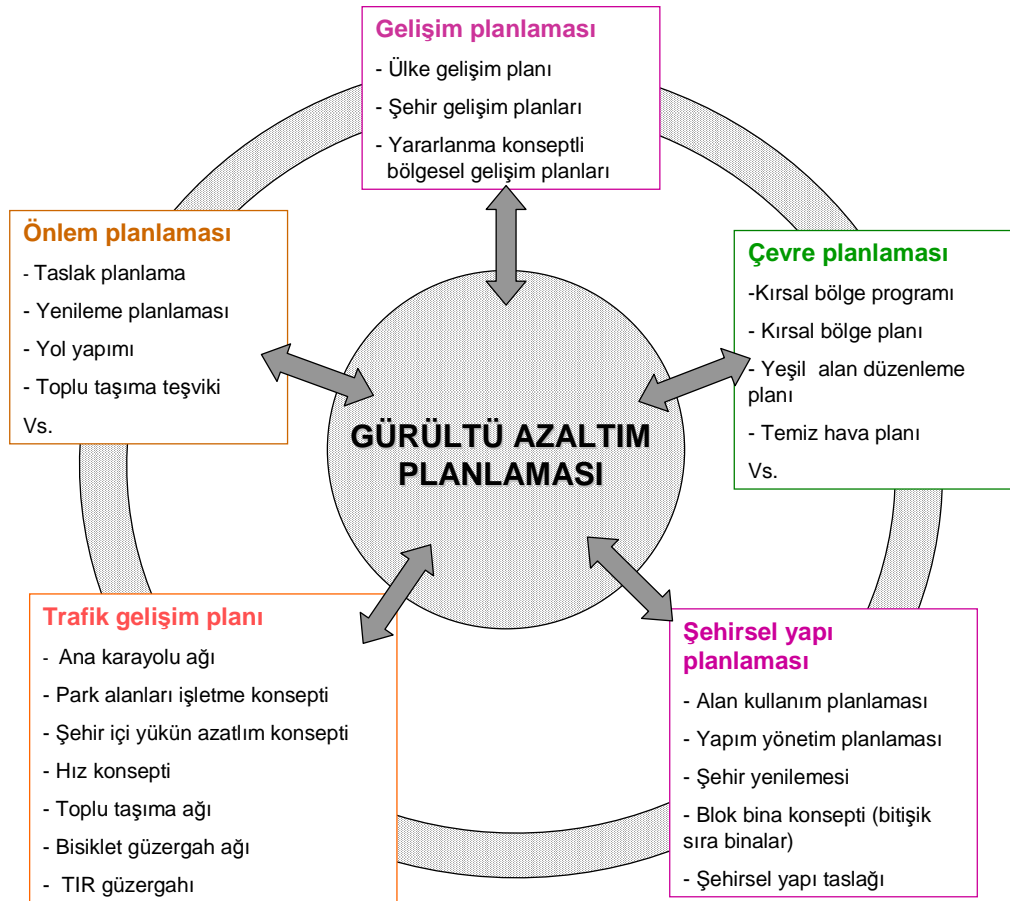 Gelişim planlaması
- Ülke gelişim planı
- Şehir gelişim planları
- Yararlanma konseptli
bölgesel gelişim planları
Önlem planlaması
- Taslak planlama
- Yenileme planlaması
- Yol yapımı
- Toplu taşıma teşviki
Vs.
Çevre planlaması
-Kırsal bölge programı
- Kırsal bölge planı
- Yeşil alan düzenleme
planı
- Temiz hava planı
Vs.
GÜRÜLTÜ AZALTIM
PLANLAMASI
Trafik gelişim planı
- Ana karayolu ağı
- Park alanları işletme konsepti
- Şehir içi yükün azatlım konsepti
- Hız konsepti
- Toplu taşıma ağı
- Bisiklet güzergah ağı
- TIR güzergahı
Şehirsel yapı
planlaması
- Alan kullanım planlaması
- Yapım yönetim planlaması
- Şehir yenilemesi
- Blok bina konsepti (bitişik
sıra binalar)
- Şehirsel yapı taslağı